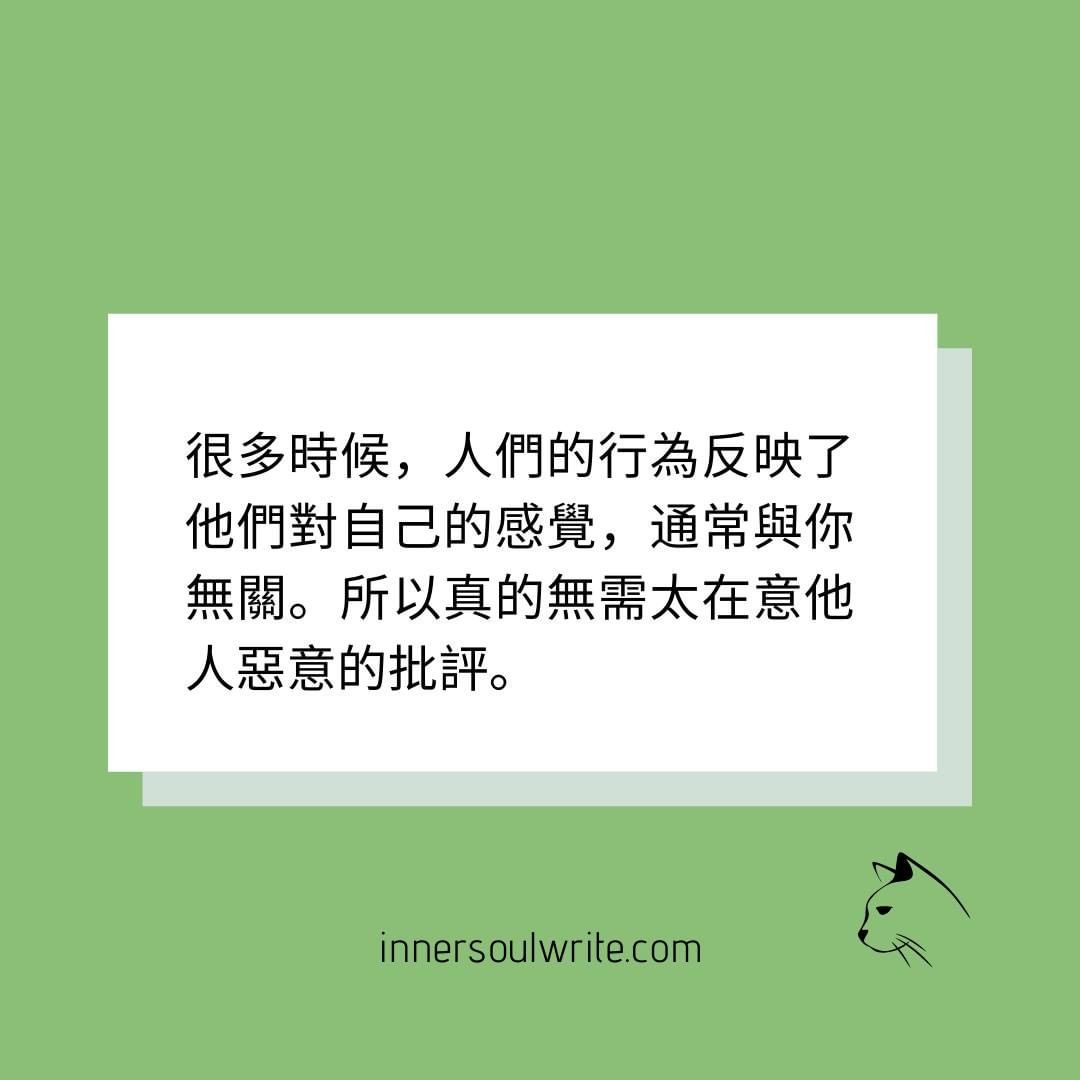 很多時候，人們的行為反映了
他們對自己的感覺，通常與你
無關。所以真的無需太在意他
人惡意的批評。
innersoulwrite.com